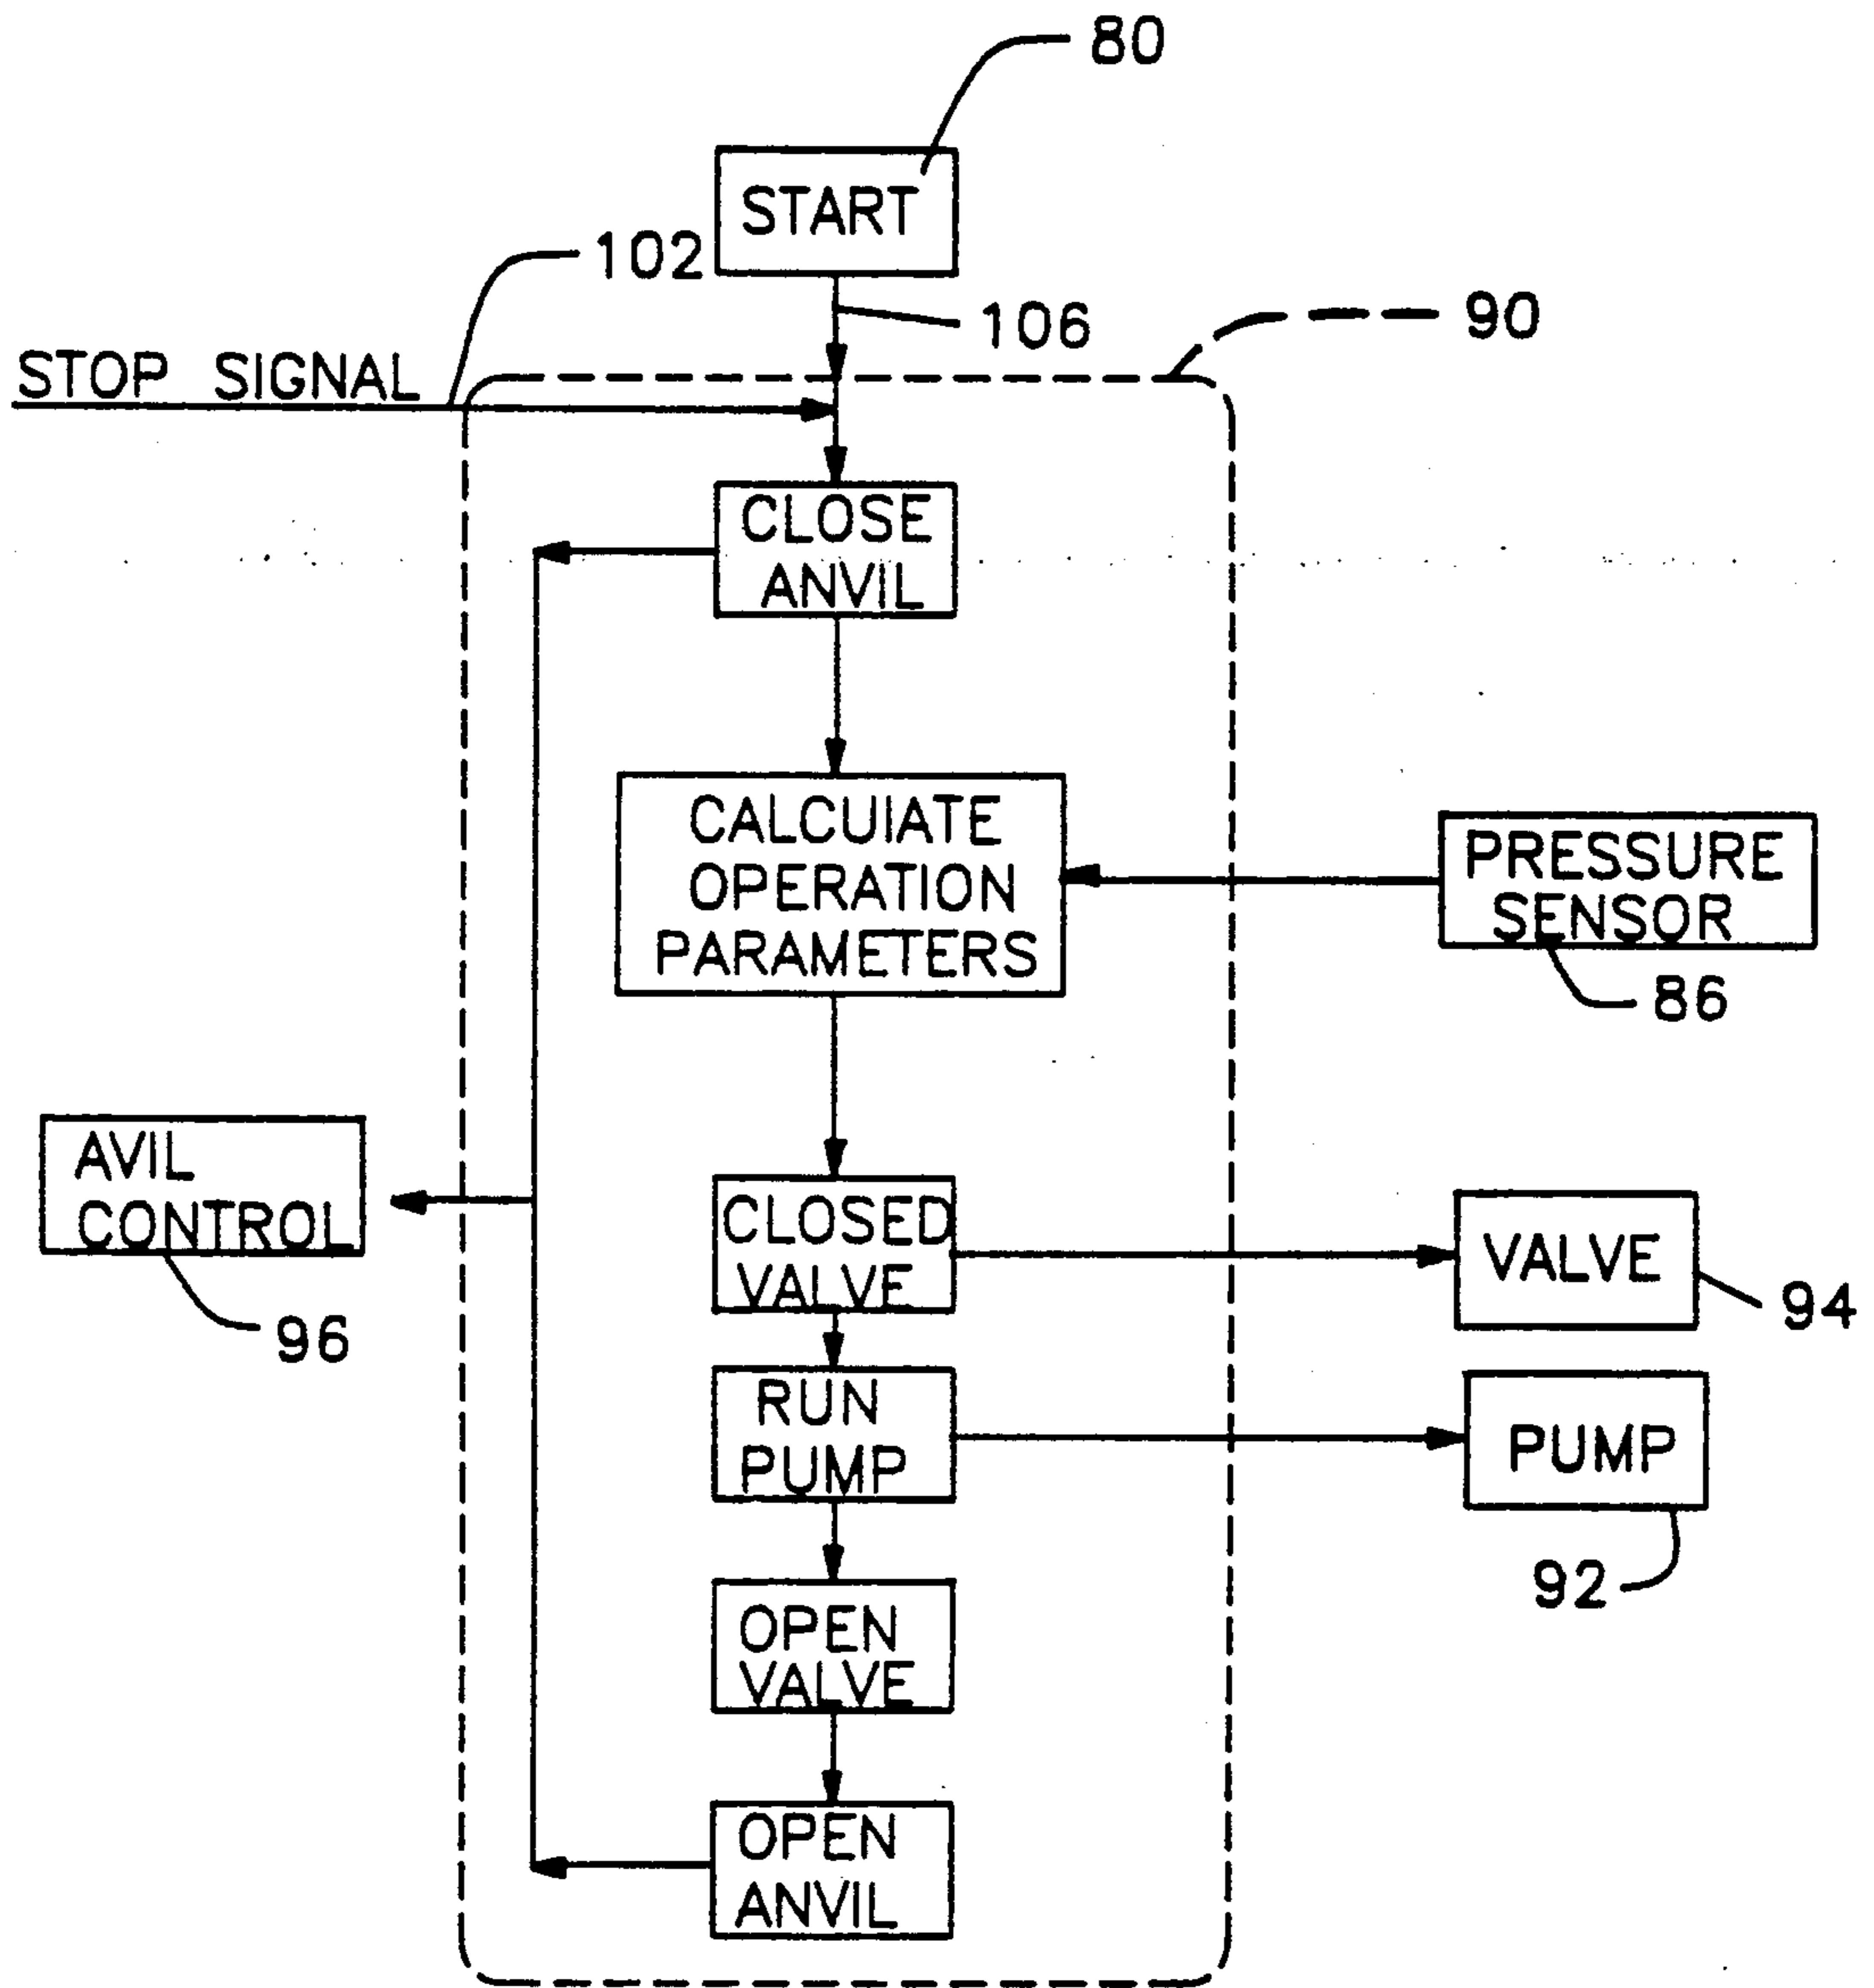 80
START
102
106
90
STOP SIGNAL
CLOSE
ANVIL
CALCUIATE
OPERATION
PARAMETERS
PRESSURE
SENSOR
86
AVIL
CONTROL
96
CLOSED
VALVE
VALVE
94
RUN
PUMP
PUMP
92
OPEN
VALVE
OPEN
ANVIL